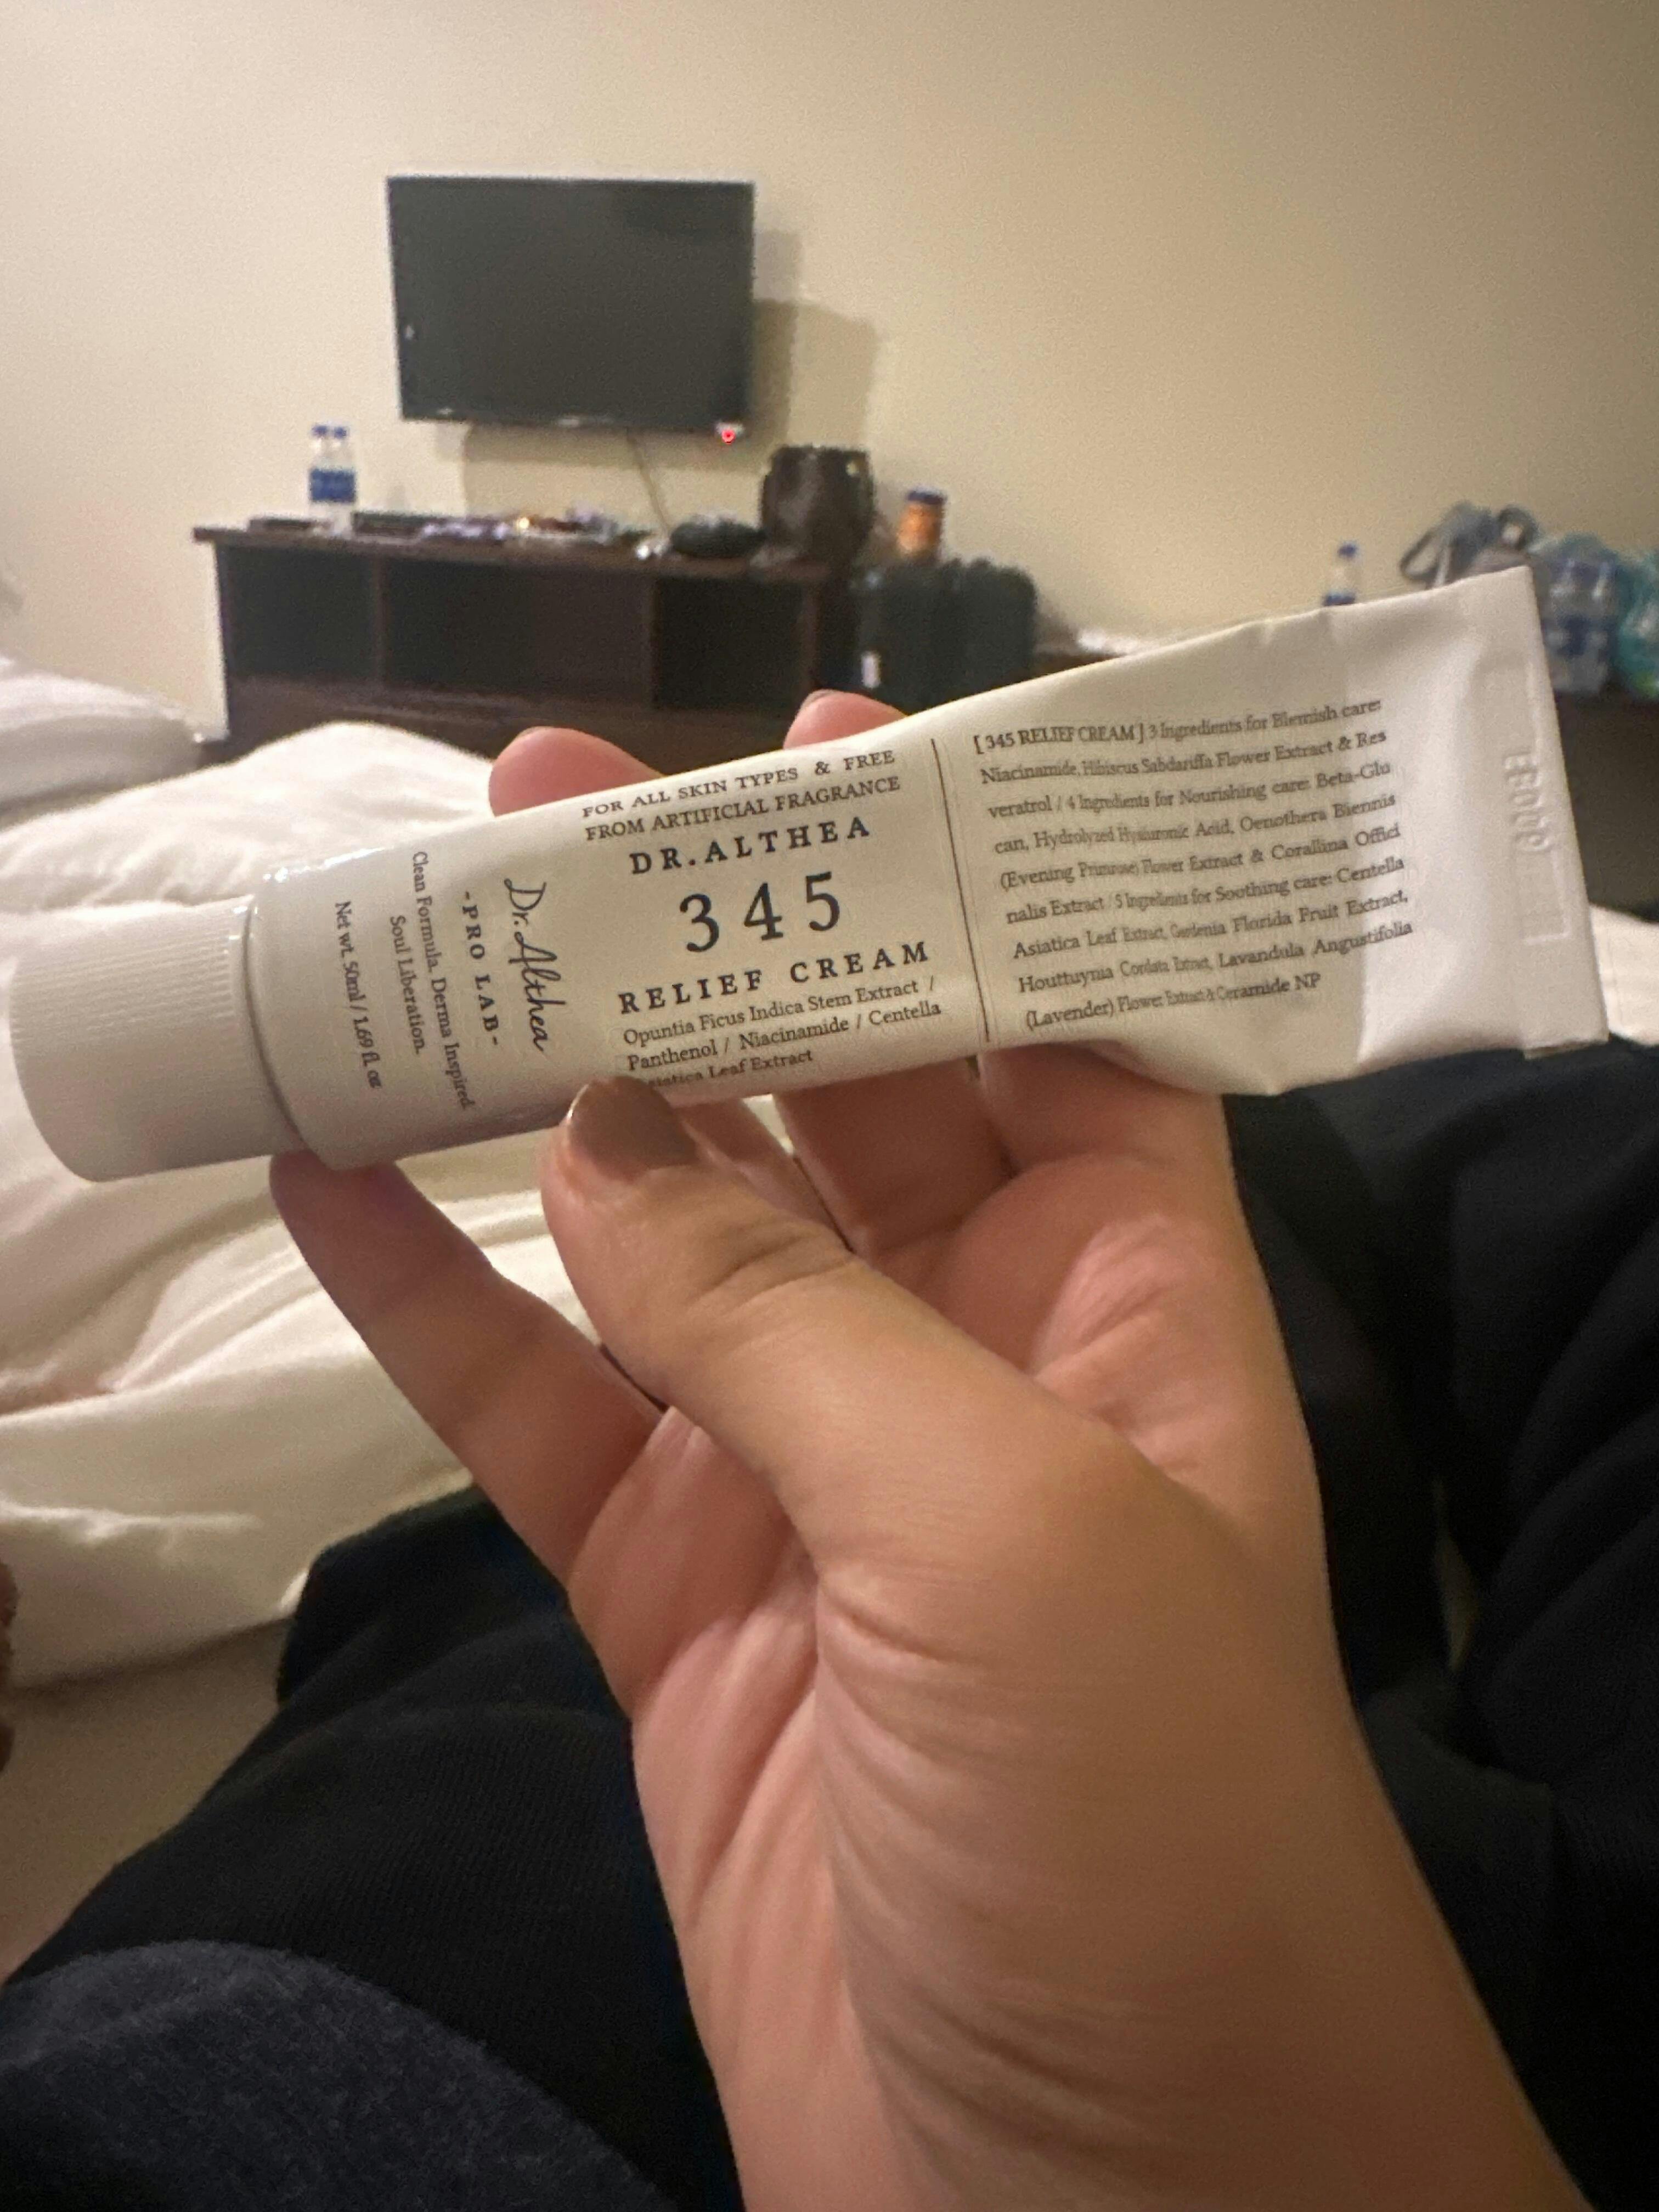 FOR ALL SKIN TYPES & FREE
FROM ARTIFICIAL FRAGRANCE
DR.ALTHEA
345
RELIEF CREAM
Opuntia Ficus Indica Stem Extract /
Panthenol / Niacinamide / Centella
Asiatica Leaf Extract
[ 345 RELIEF CREAM ] 3 Ingredients for Blemish care:
Niacinamide, Hibiscus Sabdariffa Flower Extract & Res
veratrol / 4 Ingredients for Nourishing care: Beta-Glu
can, Hydrolyzed Hyaluronic Acid, Oenothera Biennis
(Evening Primrose) Flower Extract & Corallina Offici
nalis Extract / 5 Ingredients for Soothing care: Centella
Asiatica Leaf Extract, Gardenia Florida Fruit Extract,
Houttuynia Cordata Extract, Lavandula Angustifolia
(Lavender) Flower Extract & Ceramide NP
Dr.Althea
-PRO LAB-
Clean Formula. Derma Inspired.
Soul Liberation.
Net wt. 50ml / 1.69 fl. oz